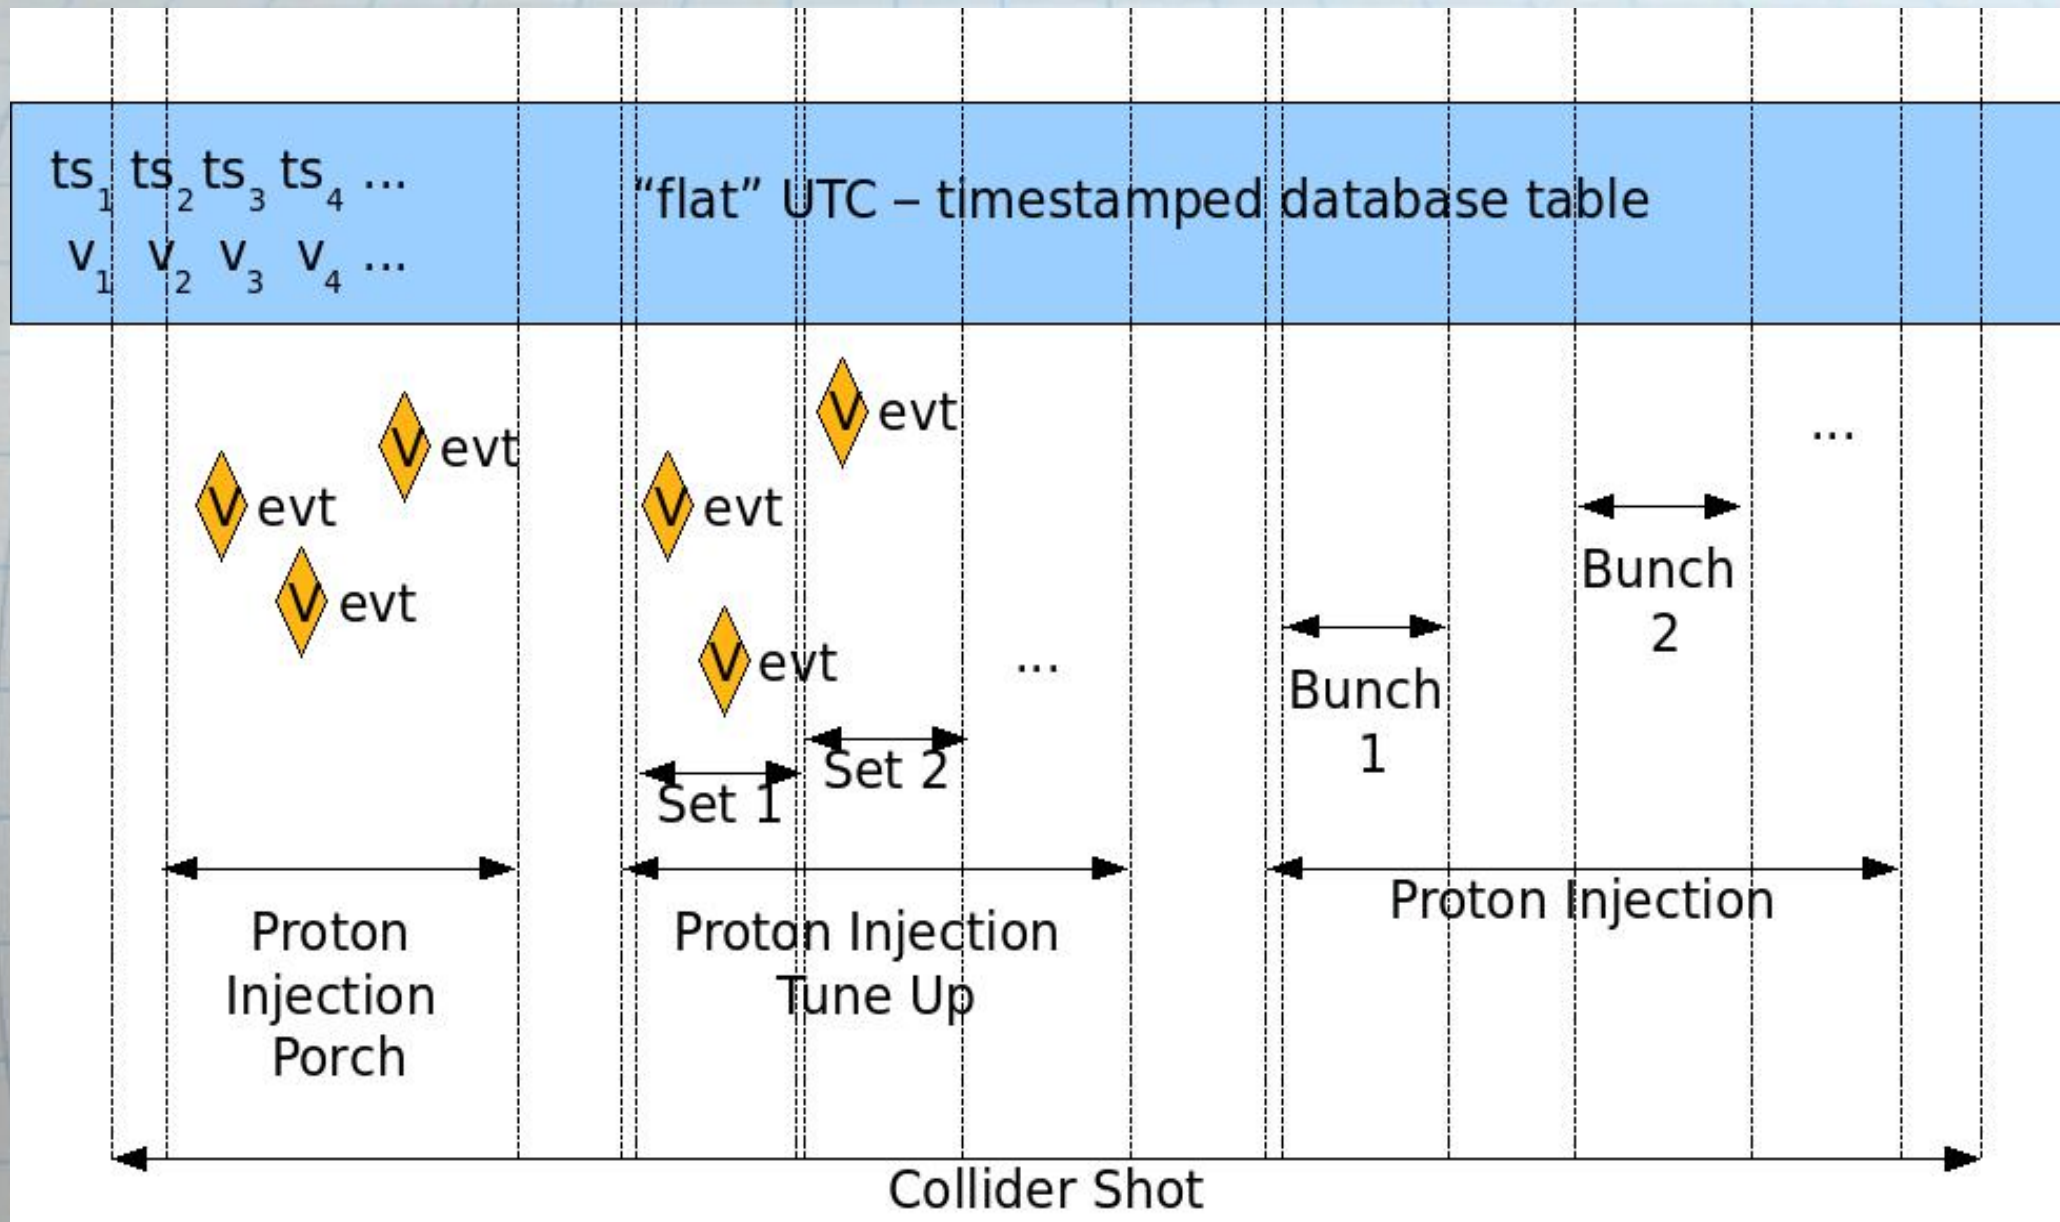 ts1 ts2 ts3 ts4 ...
“flat” UTC – timestamped database table
v1 v2 v3 v4 ...
V evt
V evt
...
V evt
V evt
V evt
V evt
...
Bunch
2
Bunch
1
Set 2
Set 1
Proton
Injection
Porch
Proton Injection
Tune Up
Proton Injection
Collider Shot